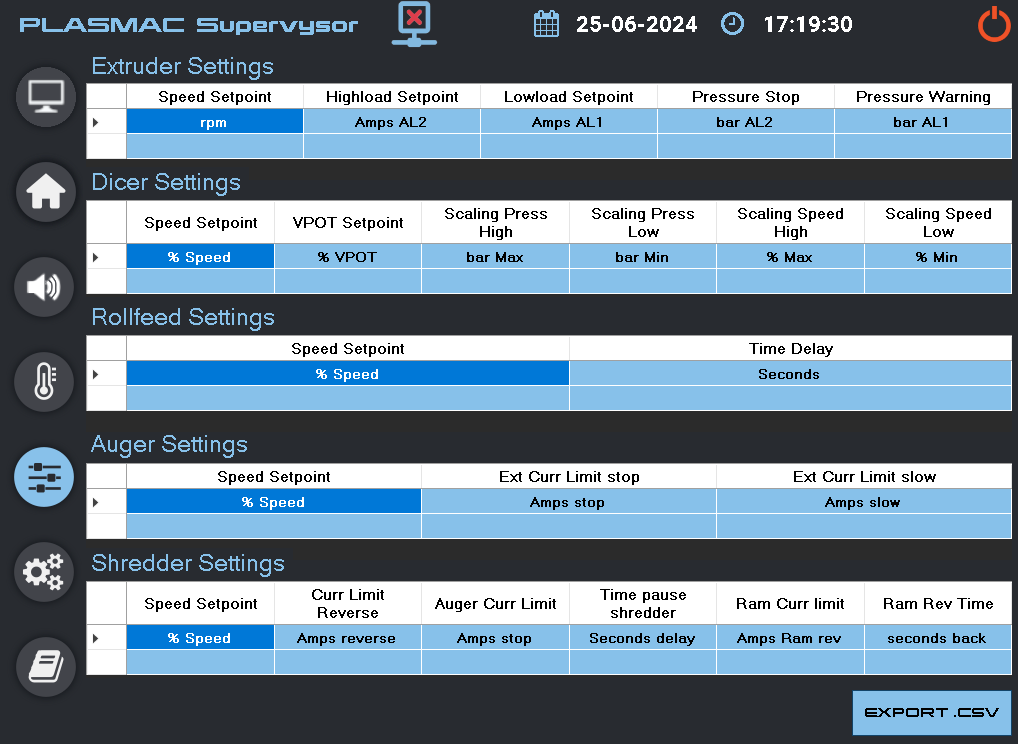 PLASMAC Supervysor 25-06-2024 17:19:30
Extruder Settings
Speed Setpoint Highload Setpoint Lowload Setpoint Pressure Stop Pressure Warning
rpm Amps AL2 Amps AL1 bar AL2 bar AL1
Dicer Settings
Speed Setpoint VPOT Setpoint Scaling Press High Scaling Press Low Scaling Speed High Scaling Speed Low
% Speed % VPOT bar Max bar Min % Max % Min
Rollfeed Settings
Speed Setpoint Time Delay
% Speed Seconds
Auger Settings
Speed Setpoint Ext Curr Limit stop Ext Curr Limit slow
% Speed Amps stop Amps slow
Shredder Settings
Speed Setpoint Curr Limit Reverse Auger Curr Limit Time pause shredder Ram Curr limit Ram Rev Time
% Speed Amps reverse Amps stop Seconds delay Amps Ram rev seconds back
EXPORT .CSV